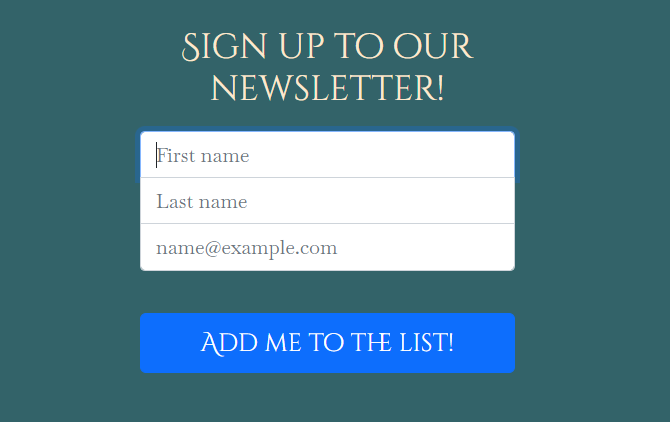 Sign up to our
newsletter!
First name
Last name
name@example.com
Add me to the list!